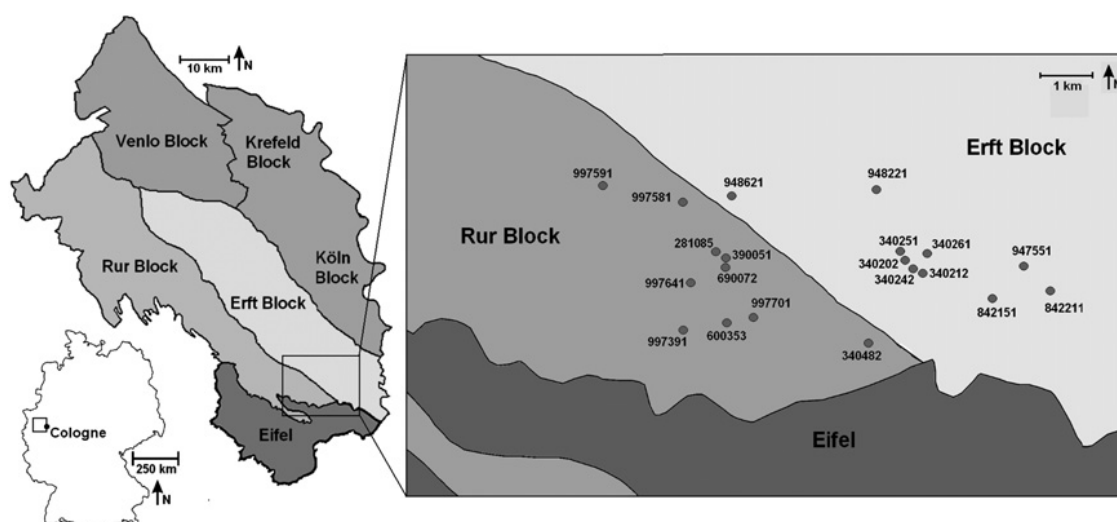 10 km
N
Venlo Block
Krefeld
Block
Rur Block
Köln
Block
Erft Block
Eifel
Cologne
250 km
N
1 km
N
Erft Block
997591
948621
948221
997581
Rur Block
281085
390051
340251
340261
947551
690072
340202
340212
997641
340242
997701
842151
842211
997391
600353
340482
Eifel